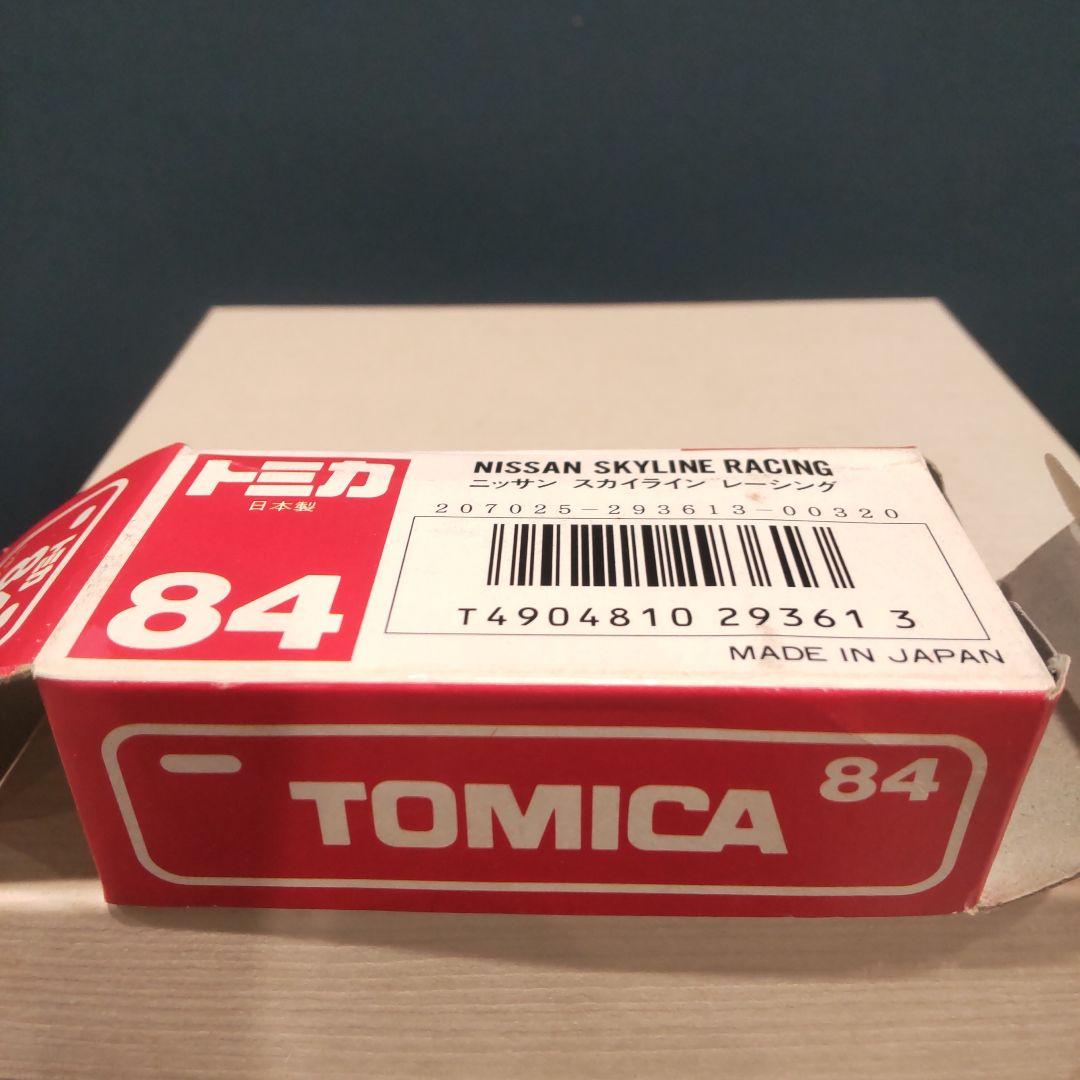 トミカ
日本製
84
NISSAN SKYLINE RACING
ニッサン スカイライン レーシング
207025-293613-00320
T4904810 29361 3
MADE IN JAPAN
TOMICA
84